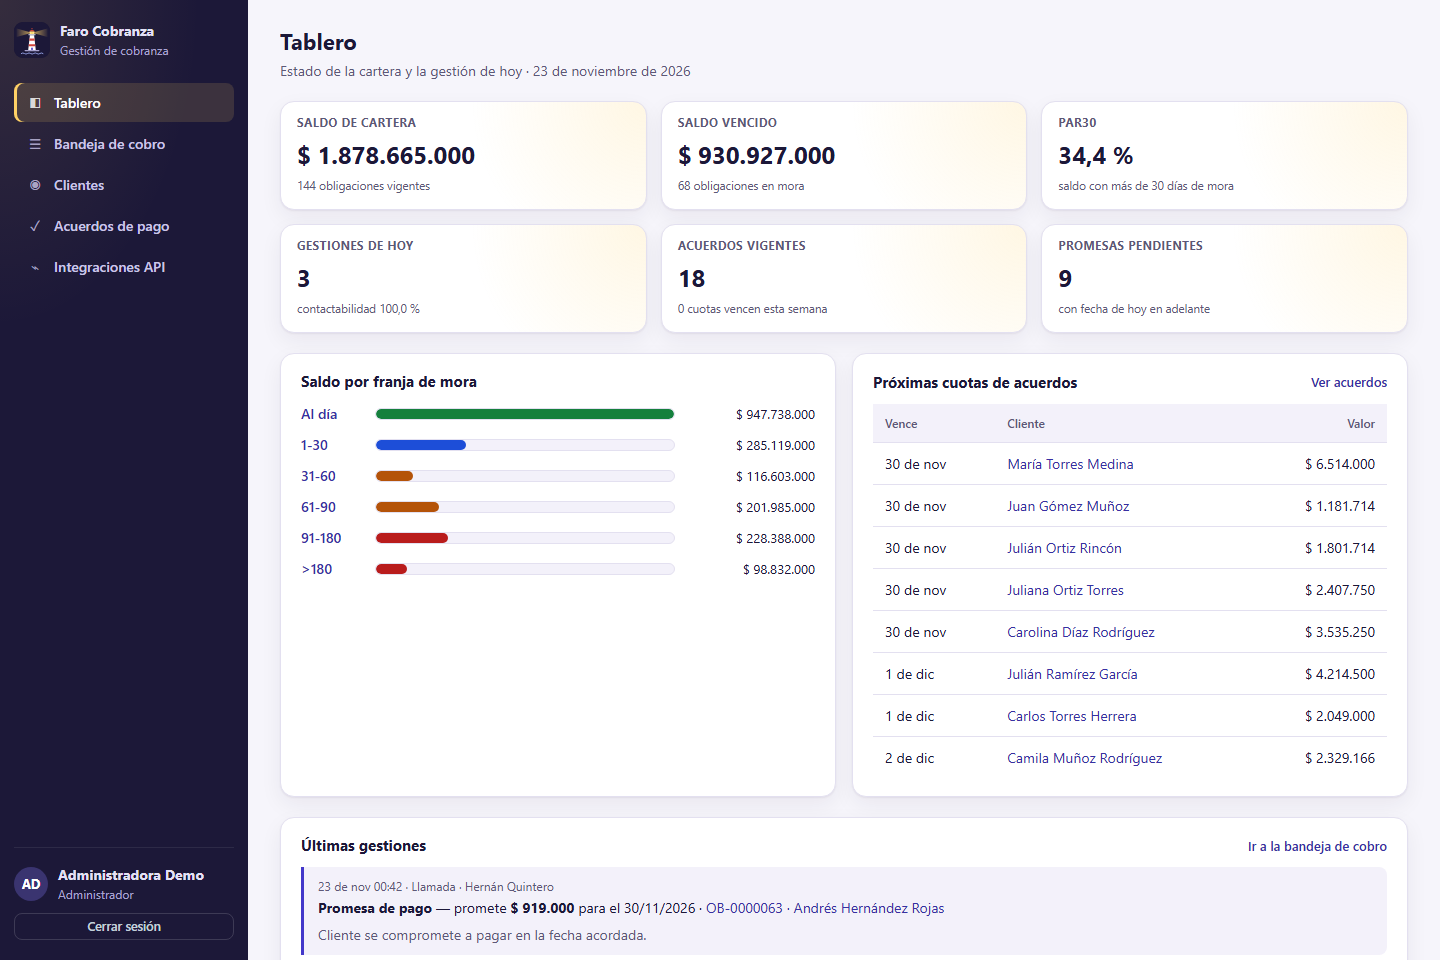 Faro Cobranza
Gestión de cobranza
Tablero
Bandeja de cobro
Clientes
Acuerdos de pago
Integraciones API
AD
Administradora Demo
Administrador
Cerrar sesión
Tablero
Estado de la cartera y la gestión de hoy · 23 de noviembre de 2026
SALDO DE CARTERA
$ 1.878.665.000
144 obligaciones vigentes
SALDO VENCIDO
$ 930.927.000
68 obligaciones en mora
PAR30
34,4 %
saldo con más de 30 días de mora
GESTIONES DE HOY
3
contactabilidad 100,0 %
ACUERDOS VIGENTES
18
0 cuotas vencen esta semana
PROMESAS PENDIENTES
9
con fecha de hoy en adelante
Saldo por franja de mora
Al día $ 947.738.000
1-30 $ 285.119.000
31-60 $ 116.603.000
61-90 $ 201.985.000
91-180 $ 228.388.000
>180 $ 98.832.000
Próximas cuotas de acuerdos Ver acuerdos
Vence Cliente Valor
30 de nov María Torres Medina $ 6.514.000
30 de nov Juan Gómez Muñoz $ 1.181.714
30 de nov Julián Ortiz Rincón $ 1.801.714
30 de nov Juliana Ortiz Torres $ 2.407.750
30 de nov Carolina Díaz Rodríguez $ 3.535.250
1 de dic Julián Ramírez García $ 4.214.500
1 de dic Carlos Torres Herrera $ 2.049.000
2 de dic Camila Muñoz Rodríguez $ 2.329.166
Últimas gestiones Ir a la bandeja de cobro
23 de nov 00:42 · Llamada · Hernán Quintero
Promesa de pago — promete $ 919.000 para el 30/11/2026 · OB-0000063 · Andrés Hernández Rojas
Cliente se compromete a pagar en la fecha acordada.